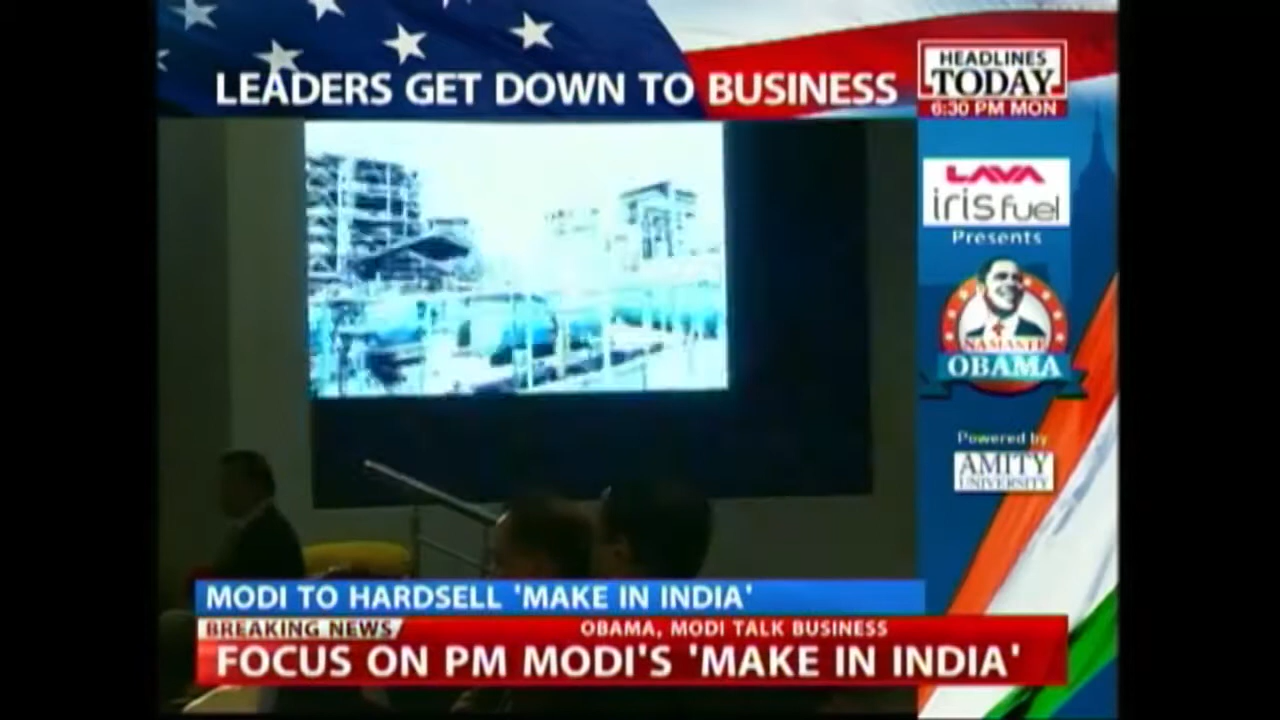 LEADERS GET DOWN TO BUSINESS
HEADLINES
TODAY
6:30 PM MON
LAVA
iris fuel
Presents
NAMASTE
OBAMA
Powered by
AMITY
UNIVERSITY
MODI TO HARDSELL 'MAKE IN INDIA'
BREAKING NEWS
OBAMA, MODI TALK BUSINESS
FOCUS ON PM MODI'S 'MAKE IN INDIA'